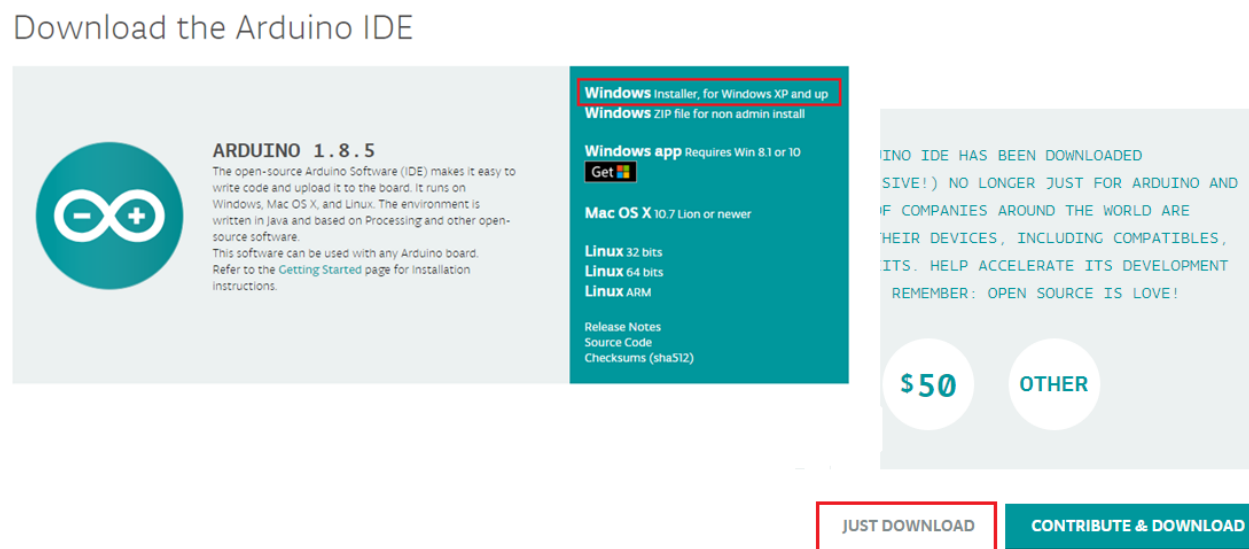 Download the Arduino IDE
ARDUINO 1.8.5
The open-source Arduino Software (IDE) makes it easy to
write code and upload it to the board. It runs on
Windows, Mac OS X, and Linux. The environment is
written in Java and based on Processing and other open-
source software.
This software can be used with any Arduino board.
Refer to the Getting Started page for Installation
instructions.
Windows Installer, for Windows XP and up
Windows ZIP file for non admin install
Windows app Requires Win 8.1 or 10
Get
Mac OS X 10.7 Lion or newer
Linux 32 bits
Linux 64 bits
Linux ARM
Release Notes
Source Code
Checksums (sha512)
INO IDE HAS BEEN DOWNLOADED
SIVE!) NO LONGER JUST FOR ARDUINO AND
F COMPANIES AROUND THE WORLD ARE
HEIR DEVICES, INCLUDING COMPATIBLES,
ITS. HELP ACCELERATE ITS DEVELOPMENT
REMEMBER: OPEN SOURCE IS LOVE!
$50
OTHER
JUST DOWNLOAD
CONTRIBUTE & DOWNLOAD